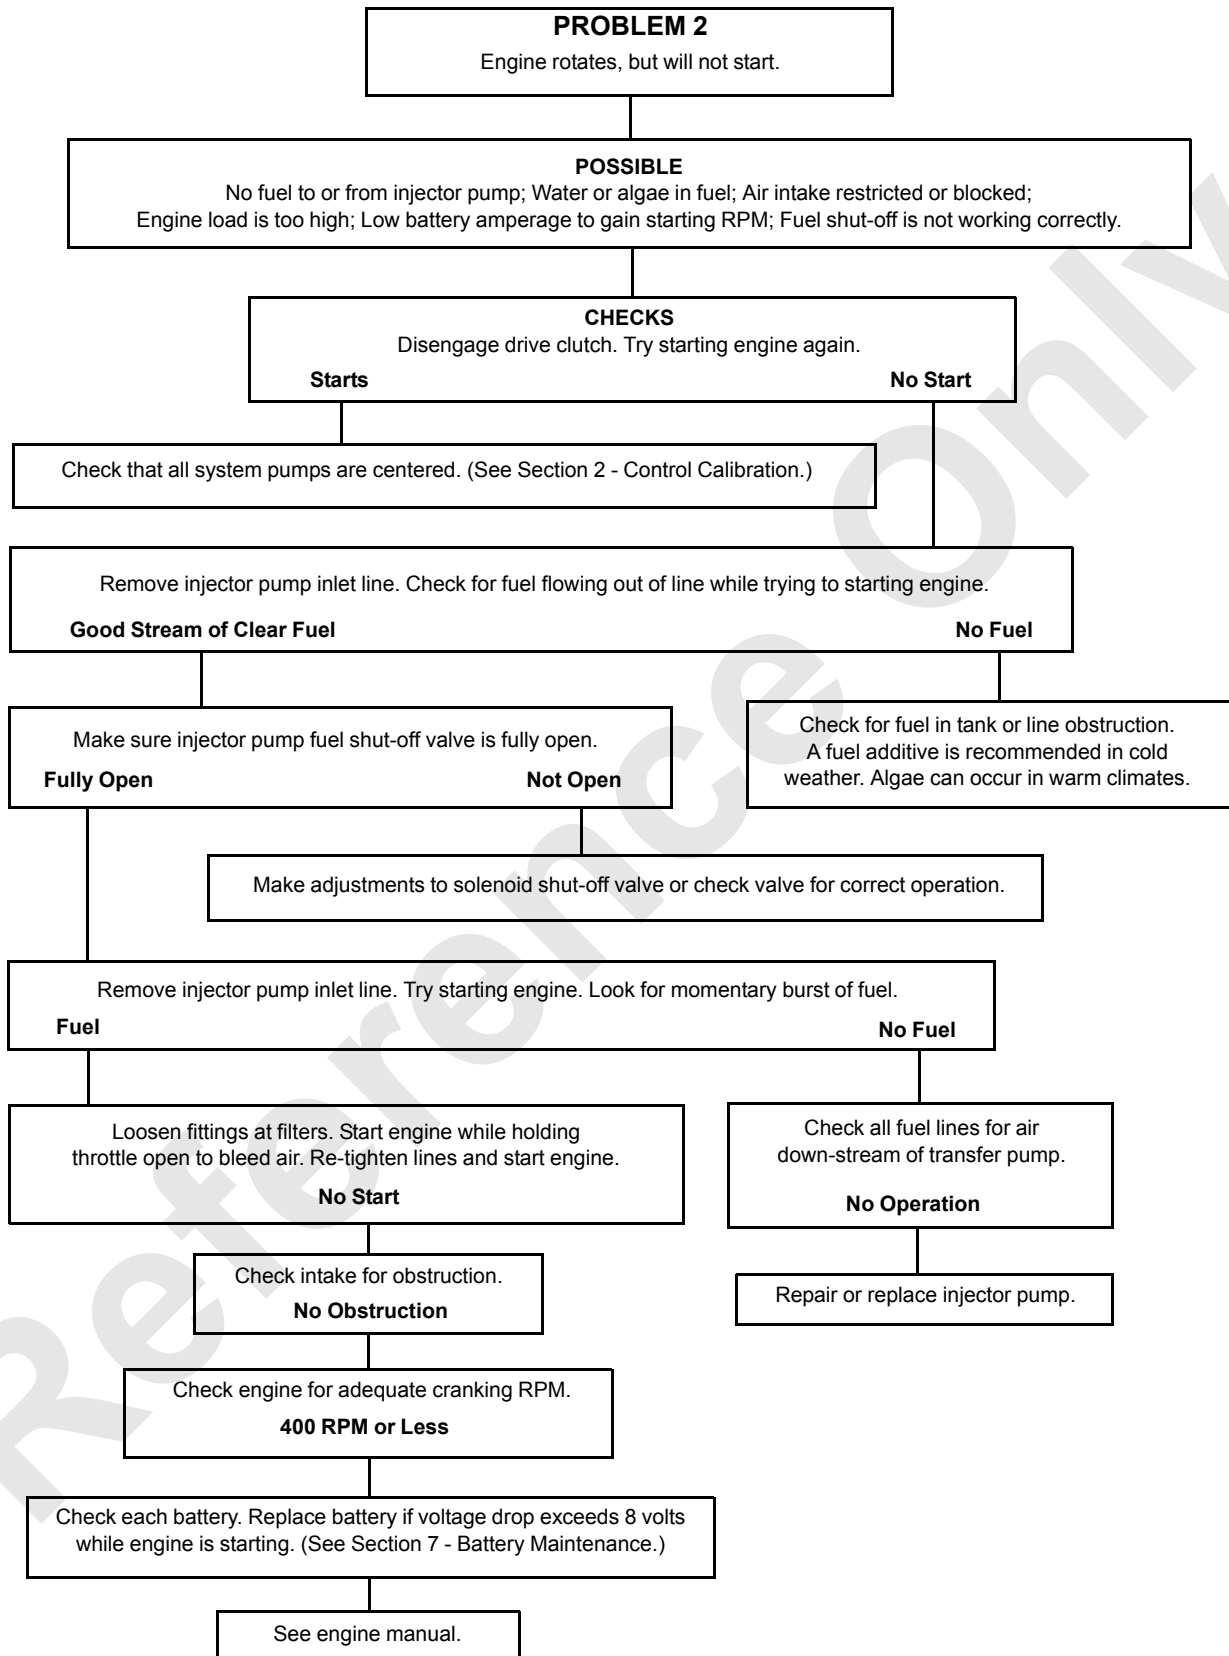 PROBLEM 2
Engine rotates, but will not start.
POSSIBLE
No fuel to or from injector pump; Water or algae in fuel; Air intake restricted or blocked;
Engine load is too high; Low battery amperage to gain starting RPM; Fuel shut-off is not working correctly.
CHECKS
Disengage drive clutch. Try starting engine again.
Starts
No Start
Check that all system pumps are centered. (See Section 2 - Control Calibration.)
Remove injector pump inlet line. Check for fuel flowing out of line while trying to starting engine.
Good Stream of Clear Fuel
No Fuel
Make sure injector pump fuel shut-off valve is fully open.
Fully Open
Not Open
Check for fuel in tank or line obstruction.
A fuel additive is recommended in cold
weather. Algae can occur in warm climates.
Make adjustments to solenoid shut-off valve or check valve for correct operation.
Remove injector pump inlet line. Try starting engine. Look for momentary burst of fuel.
Fuel
No Fuel
Loosen fittings at filters. Start engine while holding
throttle open to bleed air. Re-tighten lines and start engine.
No Start
Check all fuel lines for air
down-stream of transfer pump.
No Operation
Check intake for obstruction.
No Obstruction
Repair or replace injector pump.
Check engine for adequate cranking RPM.
400 RPM or Less
Check each battery. Replace battery if voltage drop exceeds 8 volts
while engine is starting. (See Section 7 - Battery Maintenance.)
See engine manual.
Reference Only